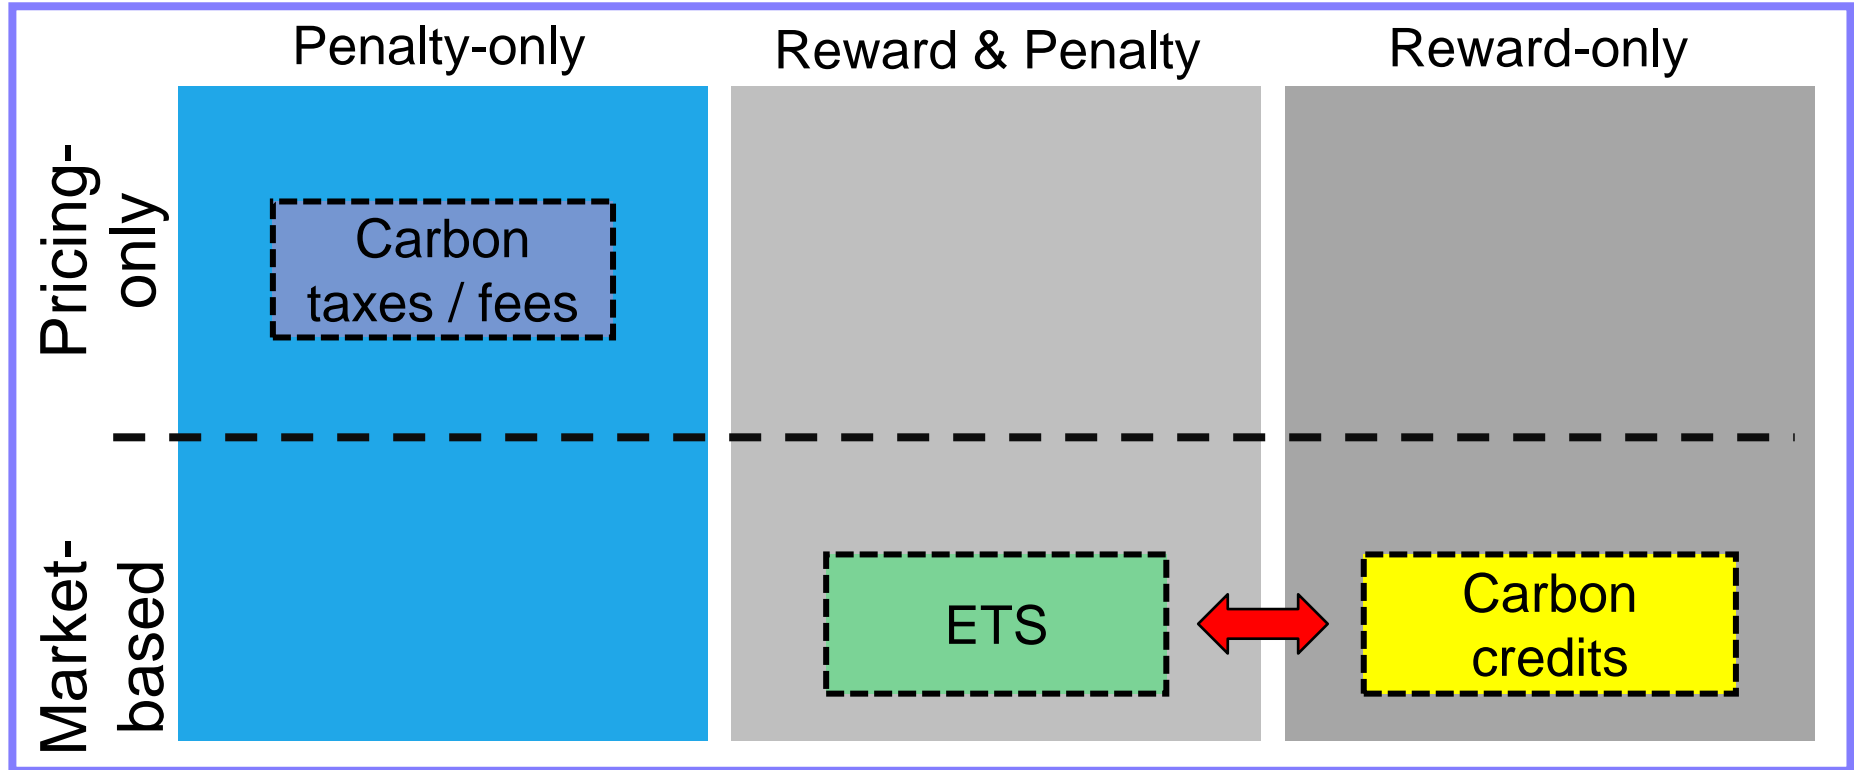 Penalty-only
Reward & Penalty
Reward-only
Pricing-
only
Carbon
taxes / fees
Market-
based
ETS
Carbon
credits